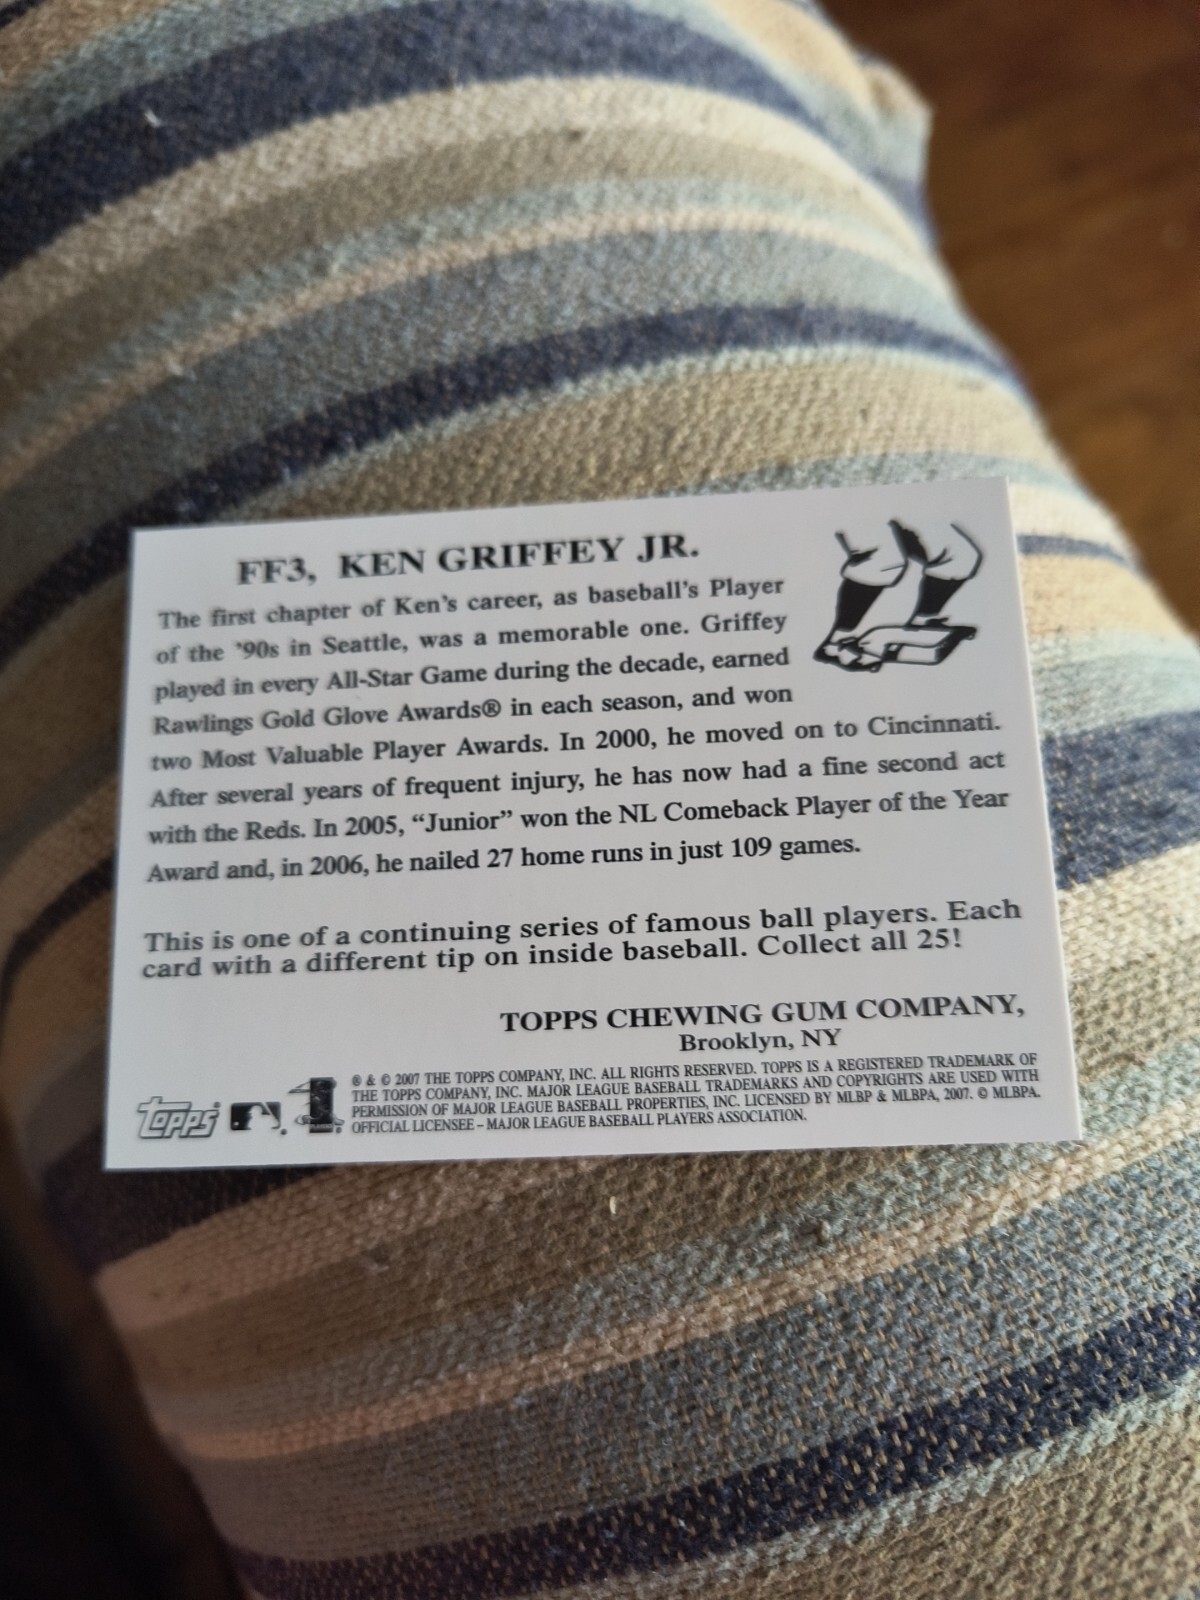 FF3, KEN GRIFFEY JR.
The first chapter of Ken's career, as baseball's Player
of the '90s in Seattle, was a memorable one. Griffey
played in every All-Star Game during the decade, earned
Rawlings Gold Glove Awards® in each season, and won
two Most Valuable Player Awards. In 2000, he moved on to Cincinnati.
After several years of frequent injury, he has now had a fine second act
with the Reds. In 2005, "Junior" won the NL Comeback Player of the Year
Award and, in 2006, he nailed 27 home runs in just 109 games.
This is one of a continuing series of famous ball players. Each
card with a different tip on inside baseball. Collect all 25!
TOPPS CHEWING GUM COMPANY,
Brooklyn, NY
® & © 2007 THE TOPPS COMPANY, INC. ALL RIGHTS RESERVED. TOPPS IS A REGISTERED TRADEMARK OF
THE TOPPS COMPANY, INC. MAJOR LEAGUE BASEBALL TRADEMARKS AND COPYRIGHTS ARE USED WITH
PERMISSION OF MAJOR LEAGUE BASEBALL PROPERTIES, INC. LICENSED BY MLBP & MLBPA, 2007. © MLBPA.
OFFICIAL LICENSEE – MAJOR LEAGUE BASEBALL PLAYERS ASSOCIATION.
Topps